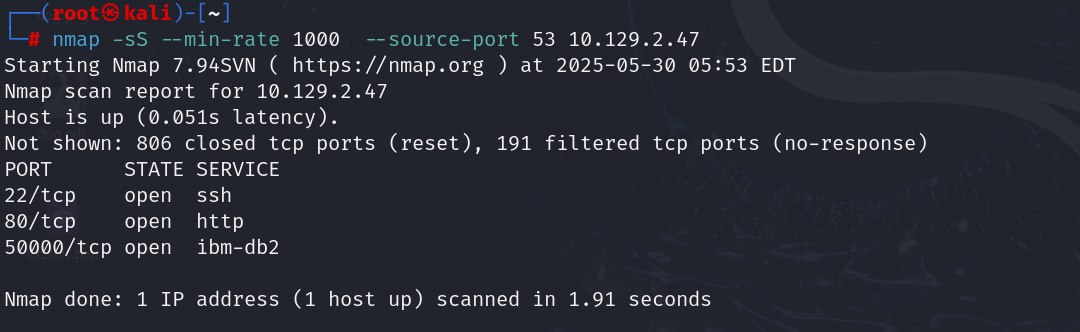 ┌──(root㉿kali)-[~]
└─# nmap -sS --min-rate 1000  --source-port 53 10.129.2.47
Starting Nmap 7.94SVN ( https://nmap.org ) at 2025-05-30 05:53 EDT
Nmap scan report for 10.129.2.47
Host is up (0.051s latency).
Not shown: 806 closed tcp ports (reset), 191 filtered tcp ports (no-response)
PORT      STATE SERVICE
22/tcp    open  ssh
80/tcp    open  http
50000/tcp open  ibm-db2
Nmap done: 1 IP address (1 host up) scanned in 1.91 seconds